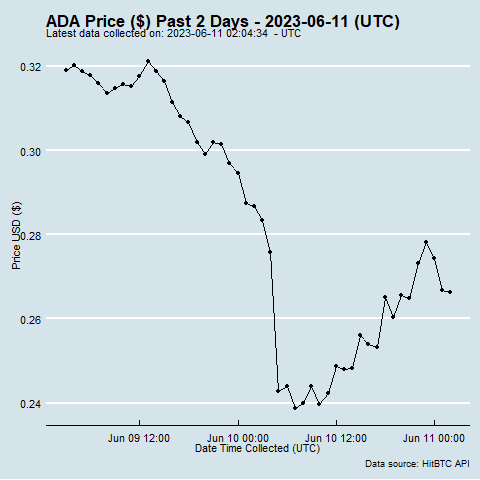 ADA Price ($) Past 2 Days - 2023-06-11 (UTC)
Latest data collected on: 2023-06-11 02:04:34 - UTC
0.32
0.30
0.28
0.26
0.24
Price USD ($)
Jun 09 12:00
Jun 10 00:00
Jun 10 12:00
Jun 11 00:00
Date Time Collected (UTC)
Data source: HitBTC API